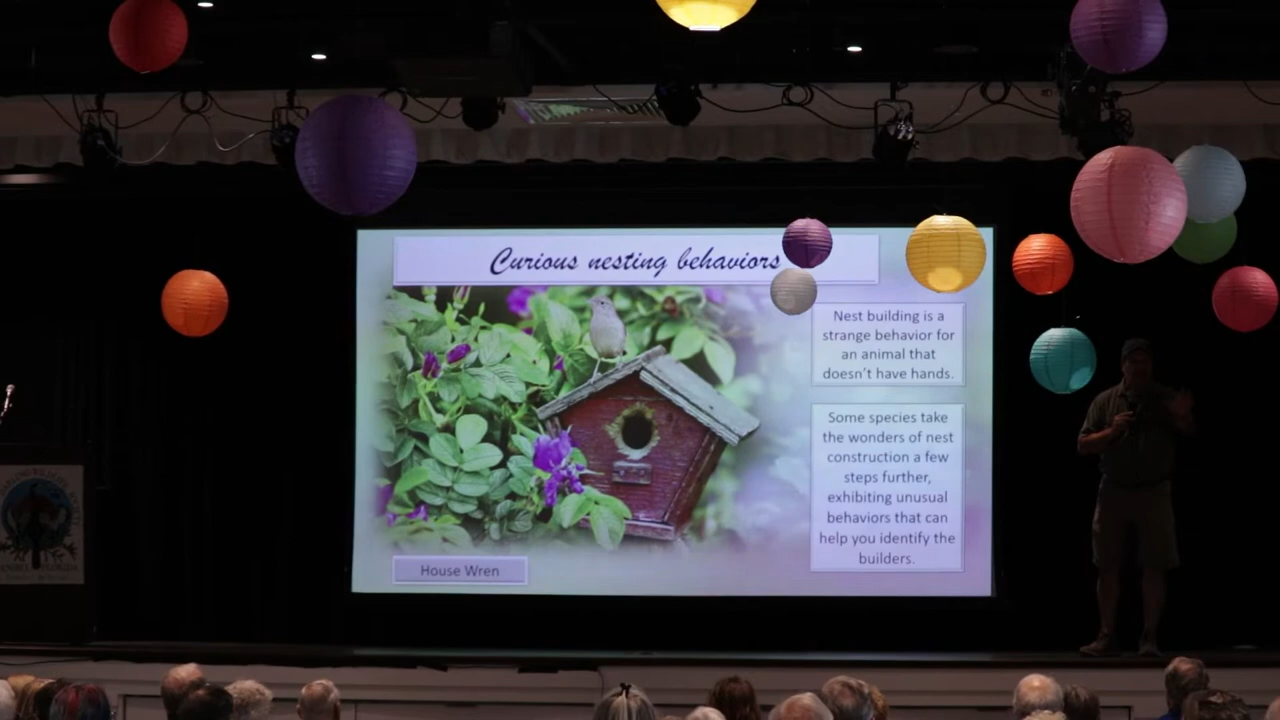 Curious nesting behaviors
Nest building is a
strange behavior for
an animal that
doesn't have hands.
Some species take
the wonders of nest
construction a few
steps further,
exhibiting unusual
behaviors that can
help you identify the
builders.
House Wren